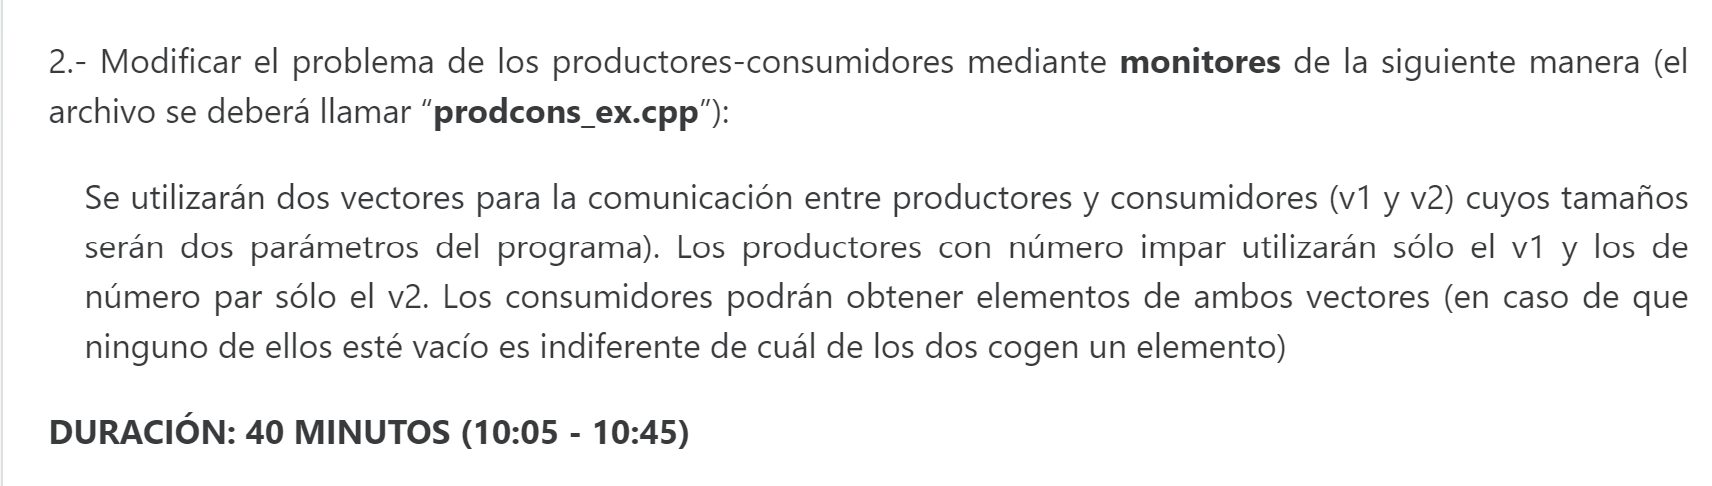 2.- Modificar el problema de los productores-consumidores mediante monitores de la siguiente manera (el
archivo se deberá llamar “prodcons_ex.cpp”):
Se utilizarán dos vectores para la comunicación entre productores y consumidores (v1 y v2) cuyos tamaños
serán dos parámetros del programa). Los productores con número impar utilizarán sólo el v1 y los de
número par sólo el v2. Los consumidores podrán obtener elementos de ambos vectores (en caso de que
ninguno de ellos esté vacío es indiferente de cuál de los dos cogen un elemento)
DURACIÓN: 40 MINUTOS (10:05 - 10:45)